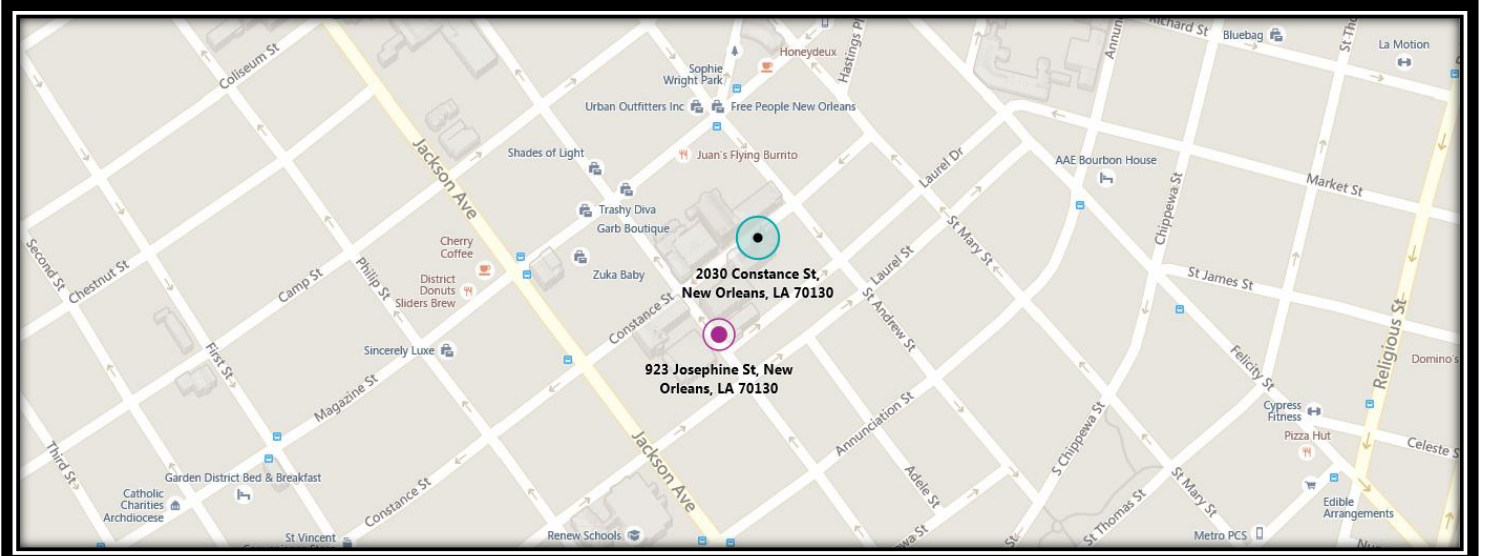 Richard St
Bluebag
La Motion
Coliseum St
Honeydeux
Sophie
Wright Park
Urban Outfitters Inc
Free People New Orleans
Shades of Light
Juan's Flying Burrito
Jackson Ave
Laurel Dr
AAE Bourbon House
Market St
Trashy Diva
Garb Boutique
Chippewa St
Second St
Chestnut St
Cherry
Coffee
Camp St
Philip St
District
Donuts
Sliders Brew
Zuka Baby
2030 Constance St,
New Orleans, LA 70130
Laurel St
St Mary St
St James St
Constance St
St Andrew St
Religious St
First St
Sincerely Luxe
923 Josephine St, New
Orleans, LA 70130
Felicity St
Domino's
Magazine St
Cypress
Fitness
Pizza Hut
Annunciation St
Jackson Ave
S Chippewa St
Third St
Garden District Bed & Breakfast
Catholic
Charities
Archdiocese
Constance St
Adele St
St Mary St
Celeste S
Edible
Arrangements
St Thomas St
St Vincent
Renew Schools
Metro PCS